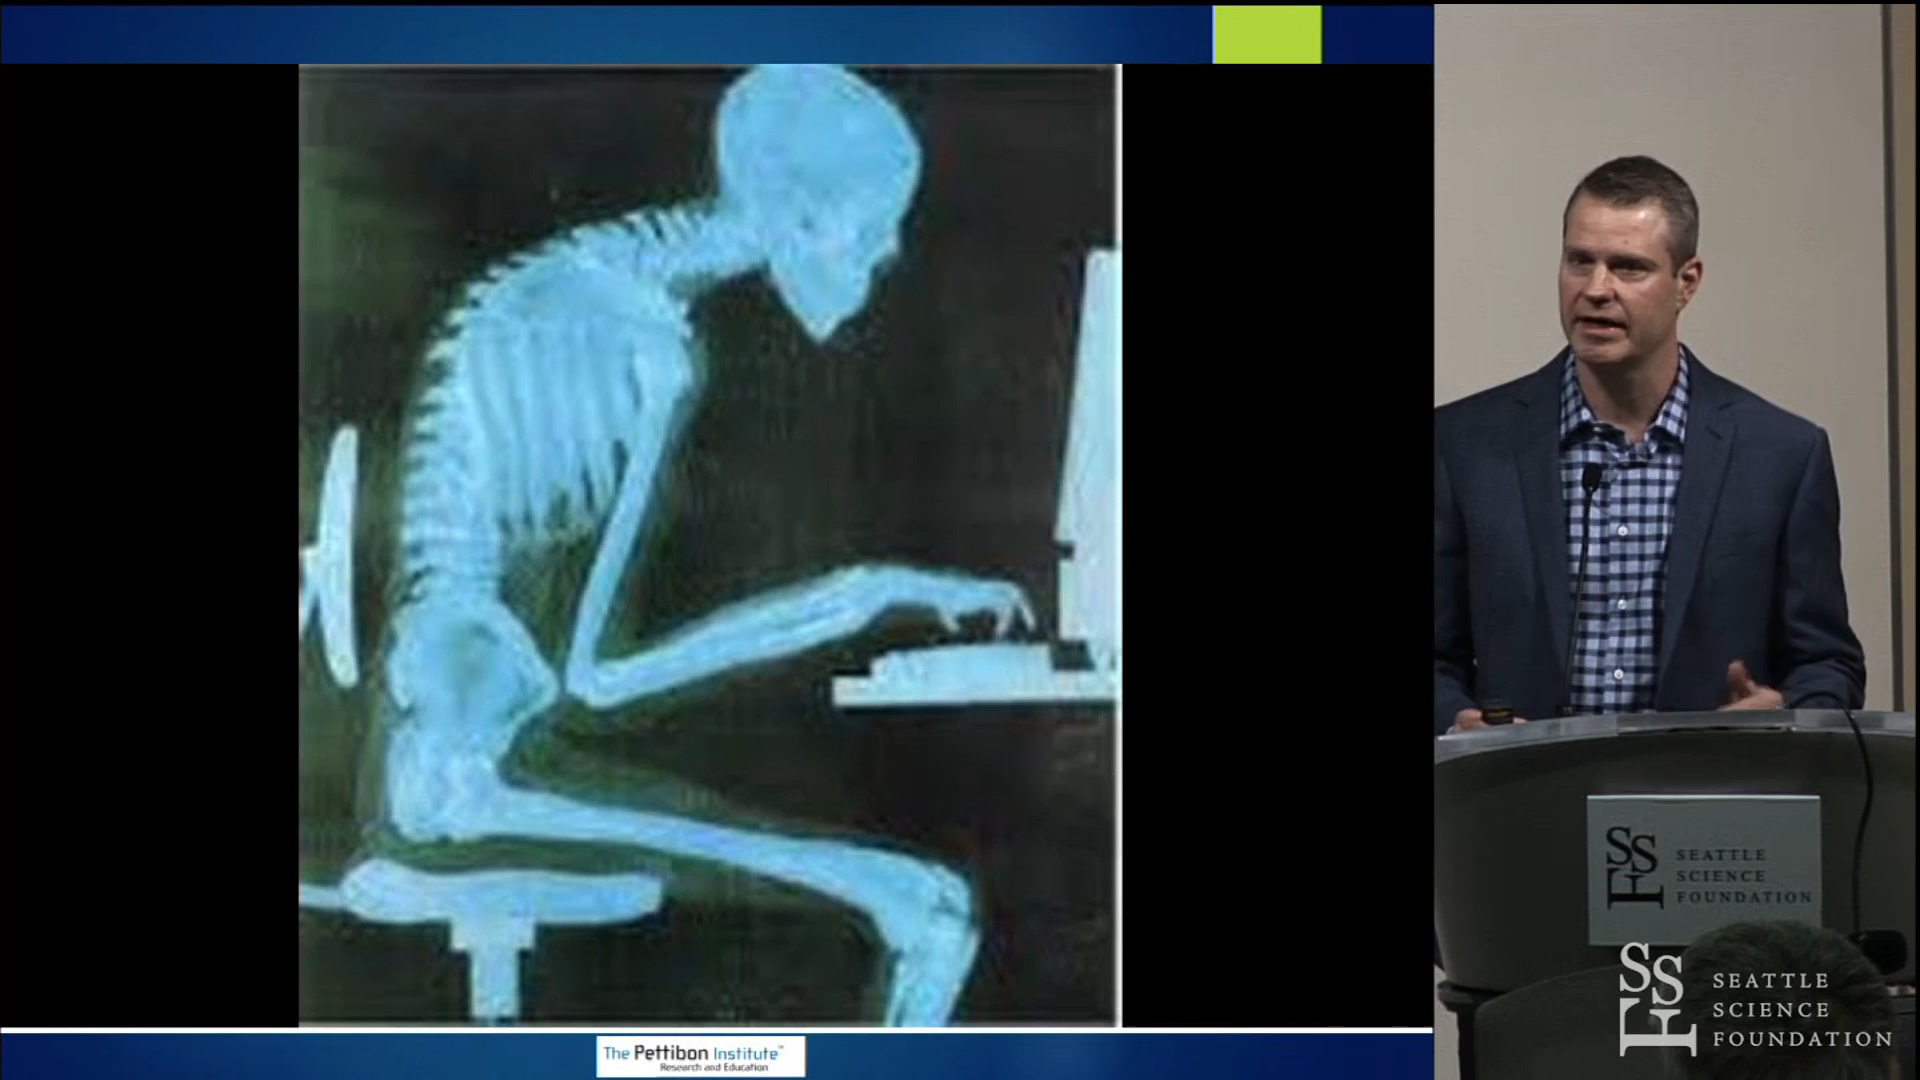 The Pettibon Institute™
Research and Education
SSF
SEATTLE
SCIENCE
FOUNDATION
SSF
SEATTLE
SCIENCE
FOUNDATION